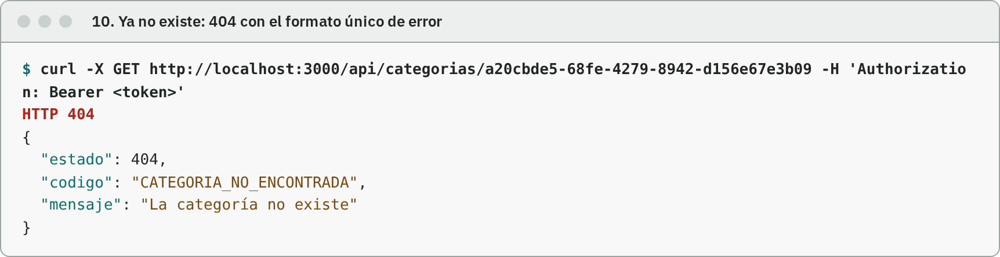 10. Ya no existe: 404 con el formato único de error
$ curl -X GET http://localhost:3000/api/categorias/a20cbde5-68fe-4279-8942-d156e67e3b09 -H 'Authorizatio
n: Bearer <token>'
HTTP 404
{
  "estado": 404,
  "codigo": "CATEGORIA_NO_ENCONTRADA",
  "mensaje": "La categoría no existe"
}